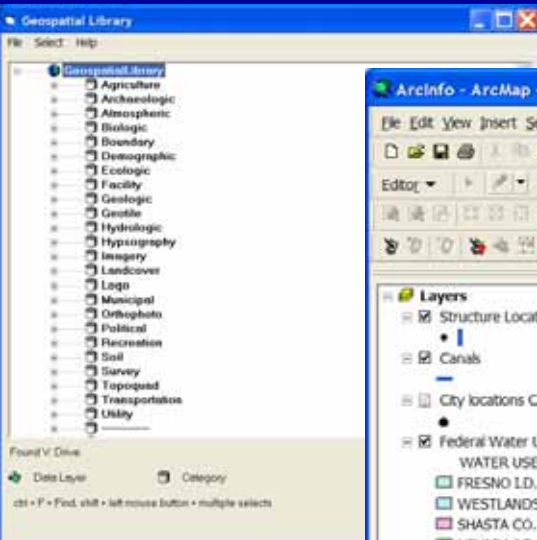 Geospatial Library
File Select Help
GeospatialLibrary
Agriculture
Archaeologic
Atmospheric
Biologic
Boundary
Demographic
Ecologic
Facility
Geologic
Geotile
Hydrologic
Hypsography
Imagery
Landcover
Logo
Municipal
Orthophoto
Political
Recreation
Soil
Survey
Topoquad
Transportation
Utility
----------
Found V: Drive
Data Layer Category
ctrl + F = Find, shift + left mouse button = multiple selects
ArcInfo - ArcMap
File Edit View Insert Se
Editor
Layers
Structure Locat
Canals
City locations C
Federal Water U
WATER USE
FRESNO I.D.
WESTLANDS
SHASTA CO.